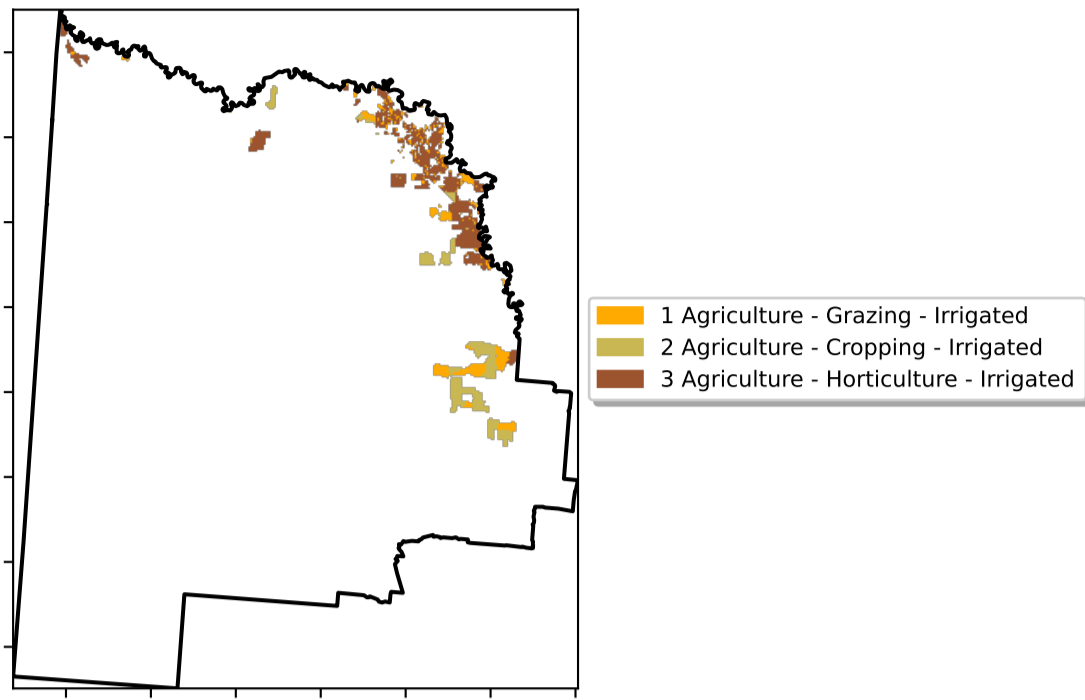 1 Agriculture - Grazing - Irrigated
2 Agriculture - Cropping - Irrigated
3 Agriculture - Horticulture - Irrigated